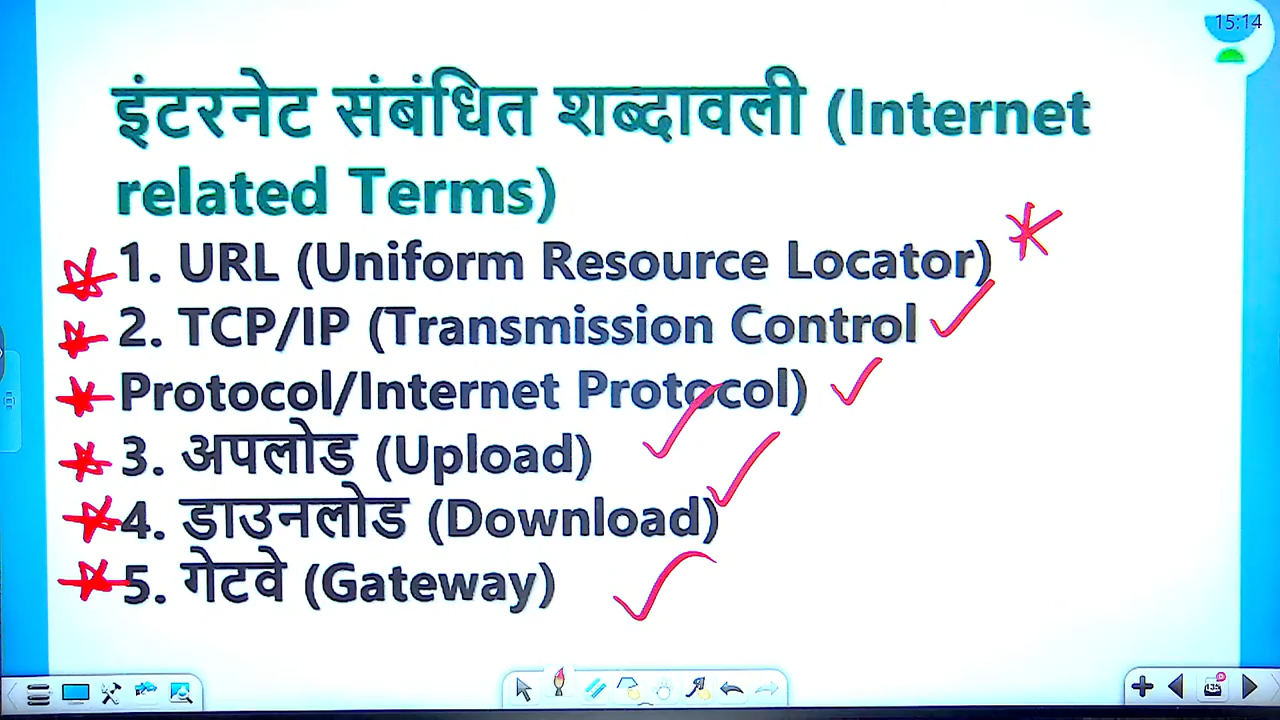 15:14
इंटरनेट संबंधित शब्दावली (Internet
related Terms)
1. URL (Uniform Resource Locator)
2. TCP/IP (Transmission Control
Protocol/Internet Protocol)
3. अपलोड (Upload)
4. डाउनलोड (Download)
5. गेटवे (Gateway)